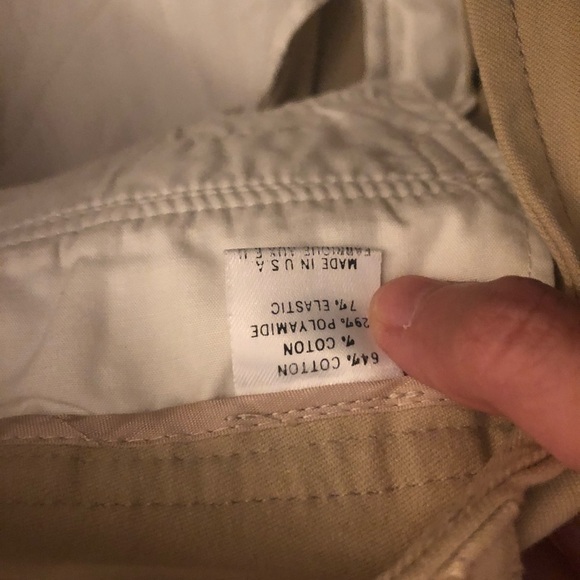 64% COTTON
% COTON
29% POLYAMIDE
7% ELASTIC
MADE IN U S A
FABRIQUE AUX E U